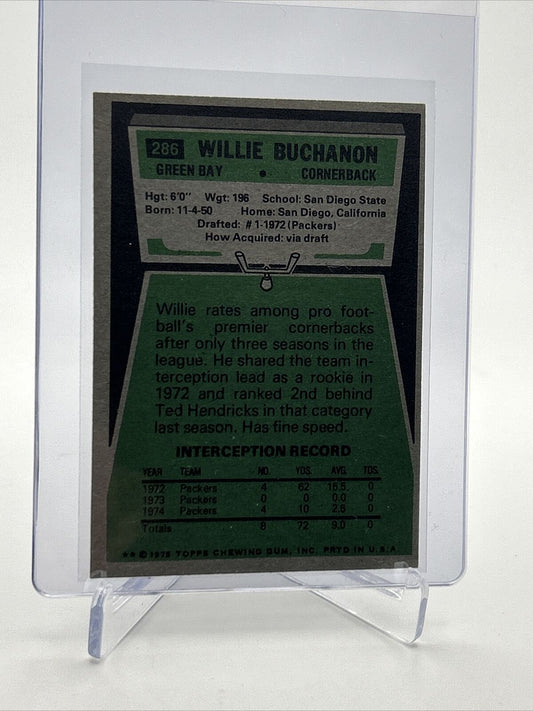 286 WILLIE BUCHANON
GREEN BAY • CORNERBACK
Hgt: 6'0" Wgt: 196 School: San Diego State
Born: 11-4-50 Home: San Diego, California
Drafted: #1-1972 (Packers)
How Acquired: via draft
Willie rates among pro foot-
ball's premier cornerbacks
after only three seasons in the
league. He shared the team in-
terception lead as a rookie in
1972 and ranked 2nd behind
Ted Hendricks in that category
last season. Has fine speed.
INTERCEPTION RECORD
YEAR TEAM NO. YDS. AVG. TDS.
1972 Packers 4 62 15.5 0
1973 Packers 0 0 0.0 0
1974 Packers 4 10 2.5 0
Totals 8 72 9.0 0
★★ © 1975 TOPPS CHEWING GUM, INC. PRTD IN U.S.A